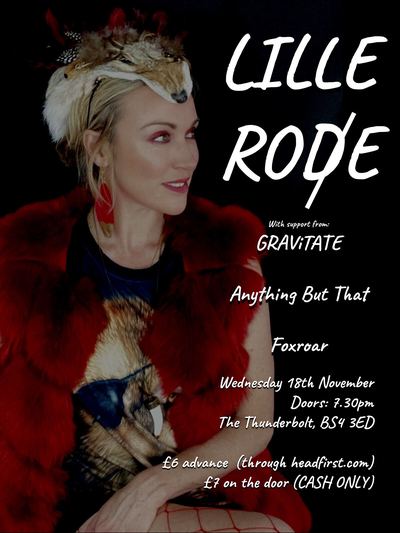 LILLE
RODE
With support from:
GRAViTATE
Anything But That
Foxroar
Wednesday 18th November
Doors: 7.30pm
The Thunderbolt, BS4 3ED
£6 advance (through headfirst.com)
£7 on the door (CASH ONLY)